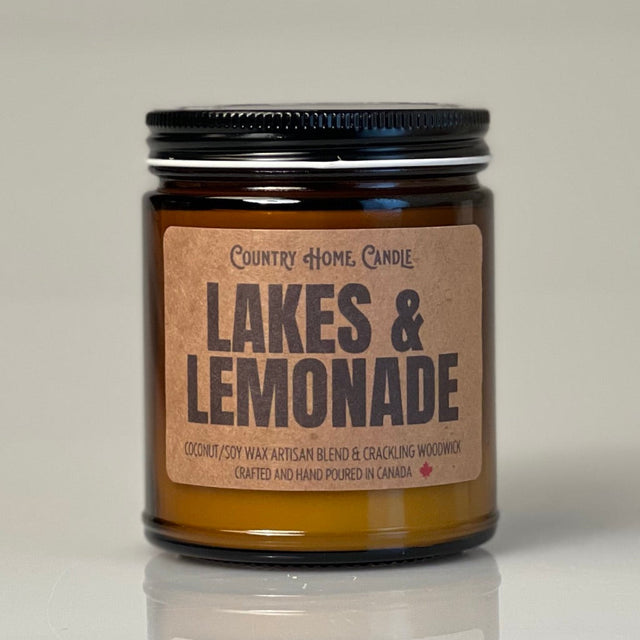 Country Home Candle
LAKES &
LEMONADE
COCONUT/SOY WAX ARTISAN BLEND & CRACKLING WOODWICK
CRAFTED AND HAND POURED IN CANADA